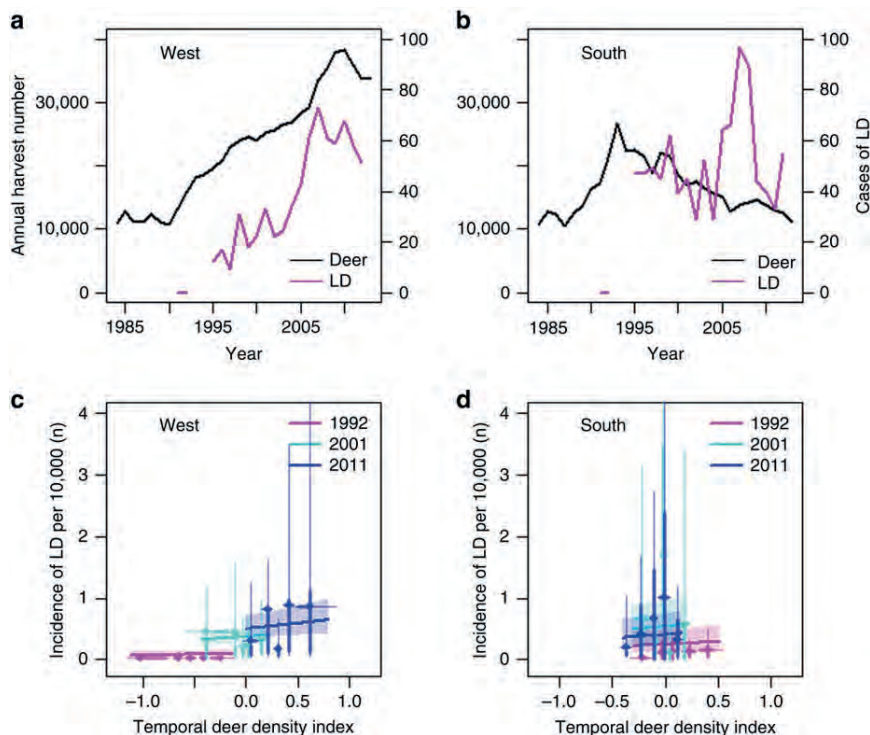 a
West
Annual harvest number
30,000
10,000
0
100
80
60
40
20
0
Deer
LD
1985
1995
2005
Year
b
South
30,000
10,000
0
100
80
60
40
20
0
Cases of LD
Deer
LD
1985
1995
2005
Year
c
West
Incidence of LD per 10,000 (n)
4
3
2
1
0
1992
2001
2011
−1.0
0.0
0.5
1.0
Temporal deer density index
d
South
Incidence of LD per 10,000 (n)
4
3
2
1
0
1992
2001
2011
−1.0
−0.5
0.0
0.5
1.0
Temporal deer density index